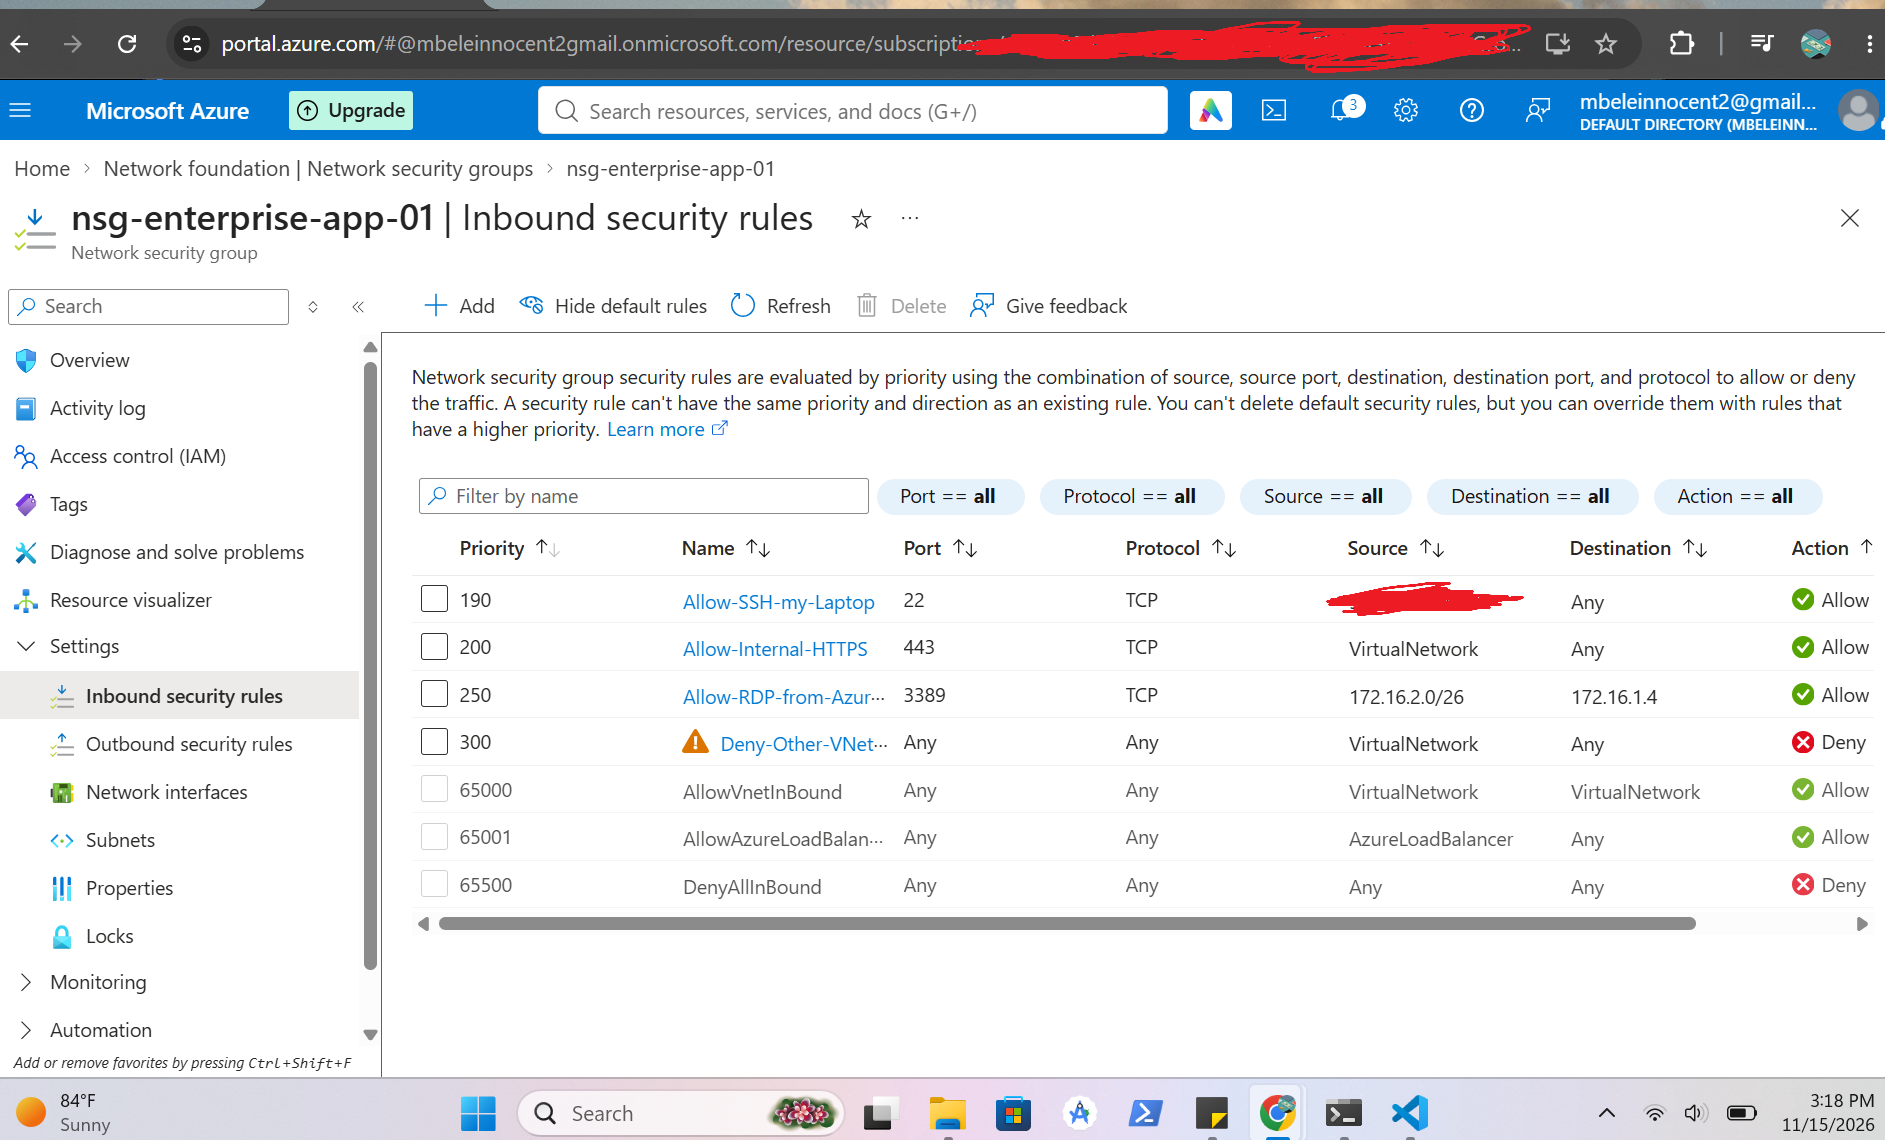 portal.azure.com/#@mbeleinnocent2gmail.onmicrosoft.com/resource/subscriptio
Microsoft Azure
Upgrade
Search resources, services, and docs (G+/)
3
mbeleinnocent2@gmail...
DEFAULT DIRECTORY (MBELEINN...
Home > Network foundation | Network security groups > nsg-enterprise-app-01
nsg-enterprise-app-01 | Inbound security rules
...
Network security group
Search
Add
Hide default rules
Refresh
Delete
Give feedback
Overview
Activity log
Access control (IAM)
Tags
Diagnose and solve problems
Resource visualizer
Settings
Inbound security rules
Outbound security rules
Network interfaces
Subnets
Properties
Locks
Monitoring
Automation
Add or remove favorites by pressing Ctrl+Shift+F
Network security group security rules are evaluated by priority using the combination of source, source port, destination, destination port, and protocol to allow or deny
the traffic. A security rule can't have the same priority and direction as an existing rule. You can't delete default security rules, but you can override them with rules that
have a higher priority. Learn more
Filter by name
Port == all
Protocol == all
Source == all
Destination == all
Action == all
Priority Name Port Protocol Source Destination Action
190 Allow-SSH-my-Laptop 22 TCP Any Allow
200 Allow-Internal-HTTPS 443 TCP VirtualNetwork Any Allow
250 Allow-RDP-from-Azur... 3389 TCP 172.16.2.0/26 172.16.1.4 Allow
300 Deny-Other-VNet... Any Any VirtualNetwork Any Deny
65000 AllowVnetInBound Any Any VirtualNetwork VirtualNetwork Allow
65001 AllowAzureLoadBalan... Any Any AzureLoadBalancer Any Allow
65500 DenyAllInBound Any Any Any Any Deny
84°F
Sunny
Search
3:18 PM
11/15/2026